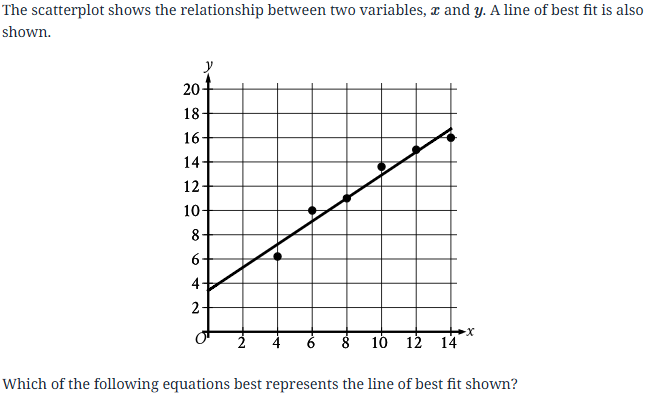 The scatterplot shows the relationship between two variables, x and y. A line of best fit is also
shown.
y
20
18
16
14
12
10
8
6
4
2
O
2 4 6 8 10 12 14
x
Which of the following equations best represents the line of best fit shown?